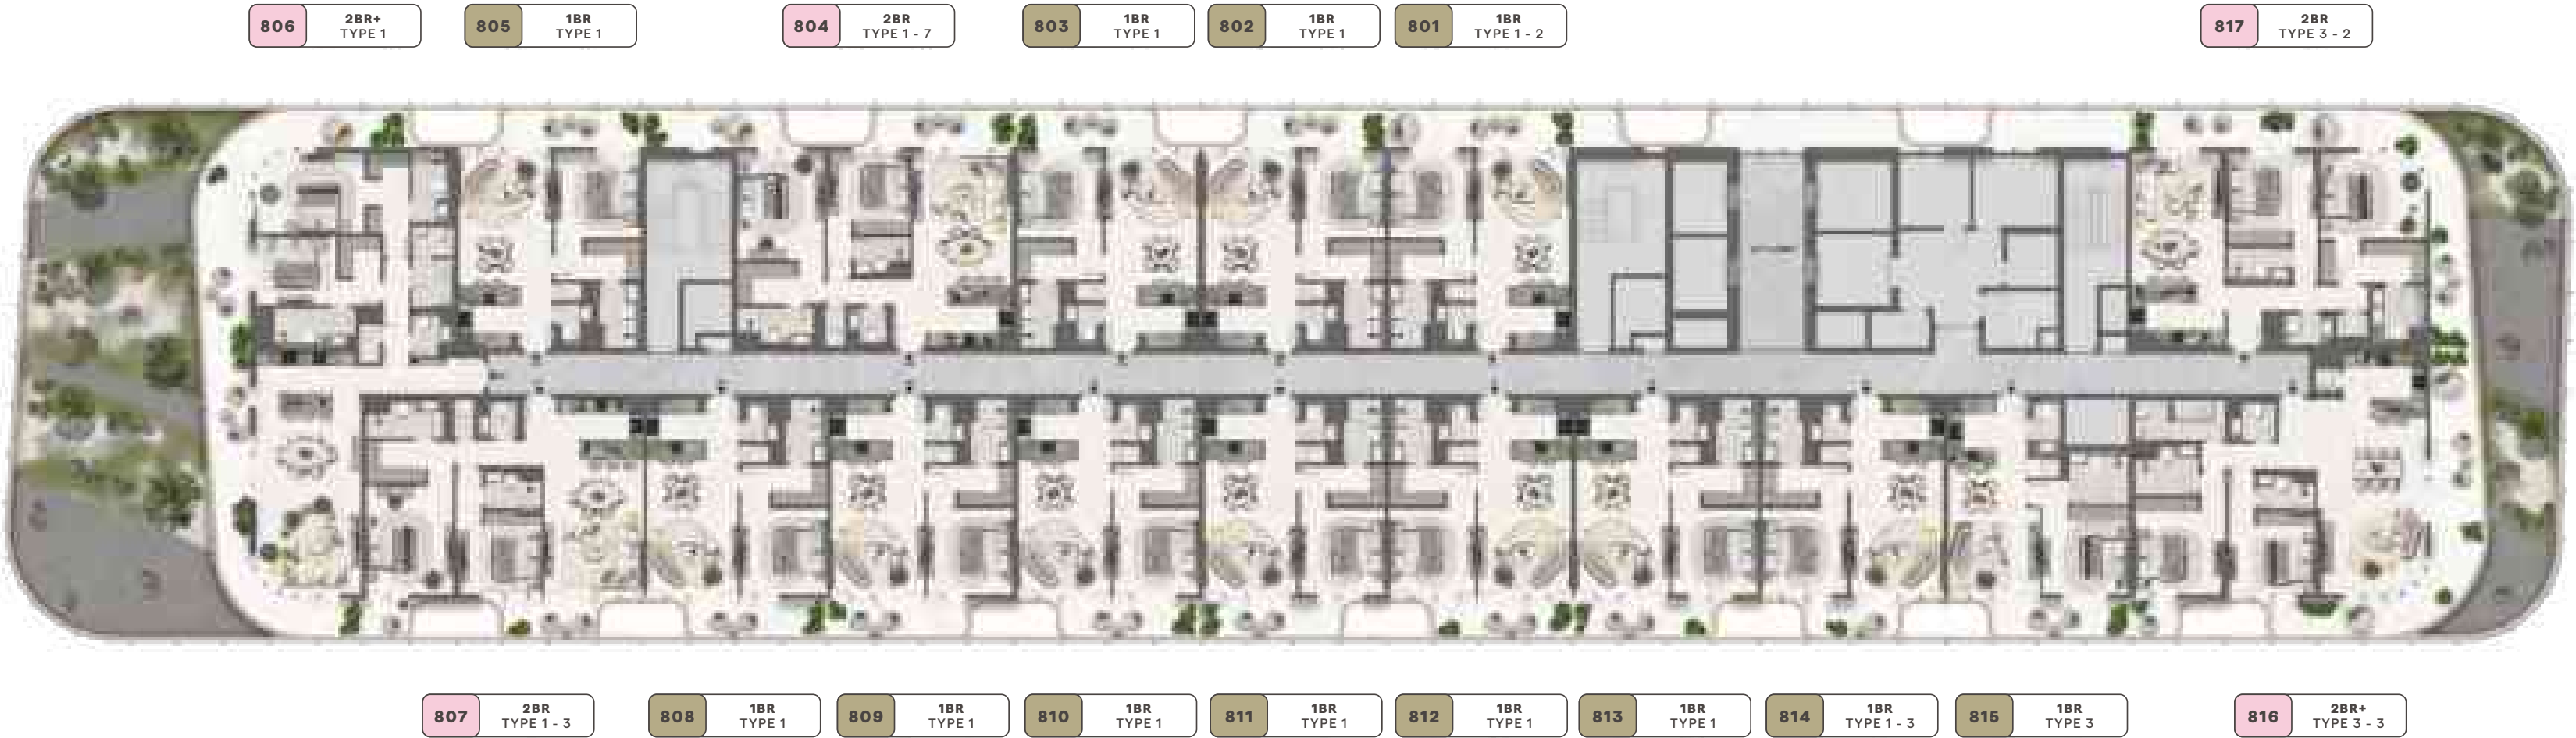 806
2BR+
TYPE 1
805
1BR
TYPE 1
804
2BR
TYPE 1 - 7
803
1BR
TYPE 1
802
1BR
TYPE 1
801
1BR
TYPE 1 - 2
817
2BR
TYPE 3 - 2
807
2BR
TYPE 1 - 3
808
1BR
TYPE 1
809
1BR
TYPE 1
810
1BR
TYPE 1
811
1BR
TYPE 1
812
1BR
TYPE 1
813
1BR
TYPE 1
814
1BR
TYPE 1 - 3
815
1BR
TYPE 3
816
2BR+
TYPE 3 - 3